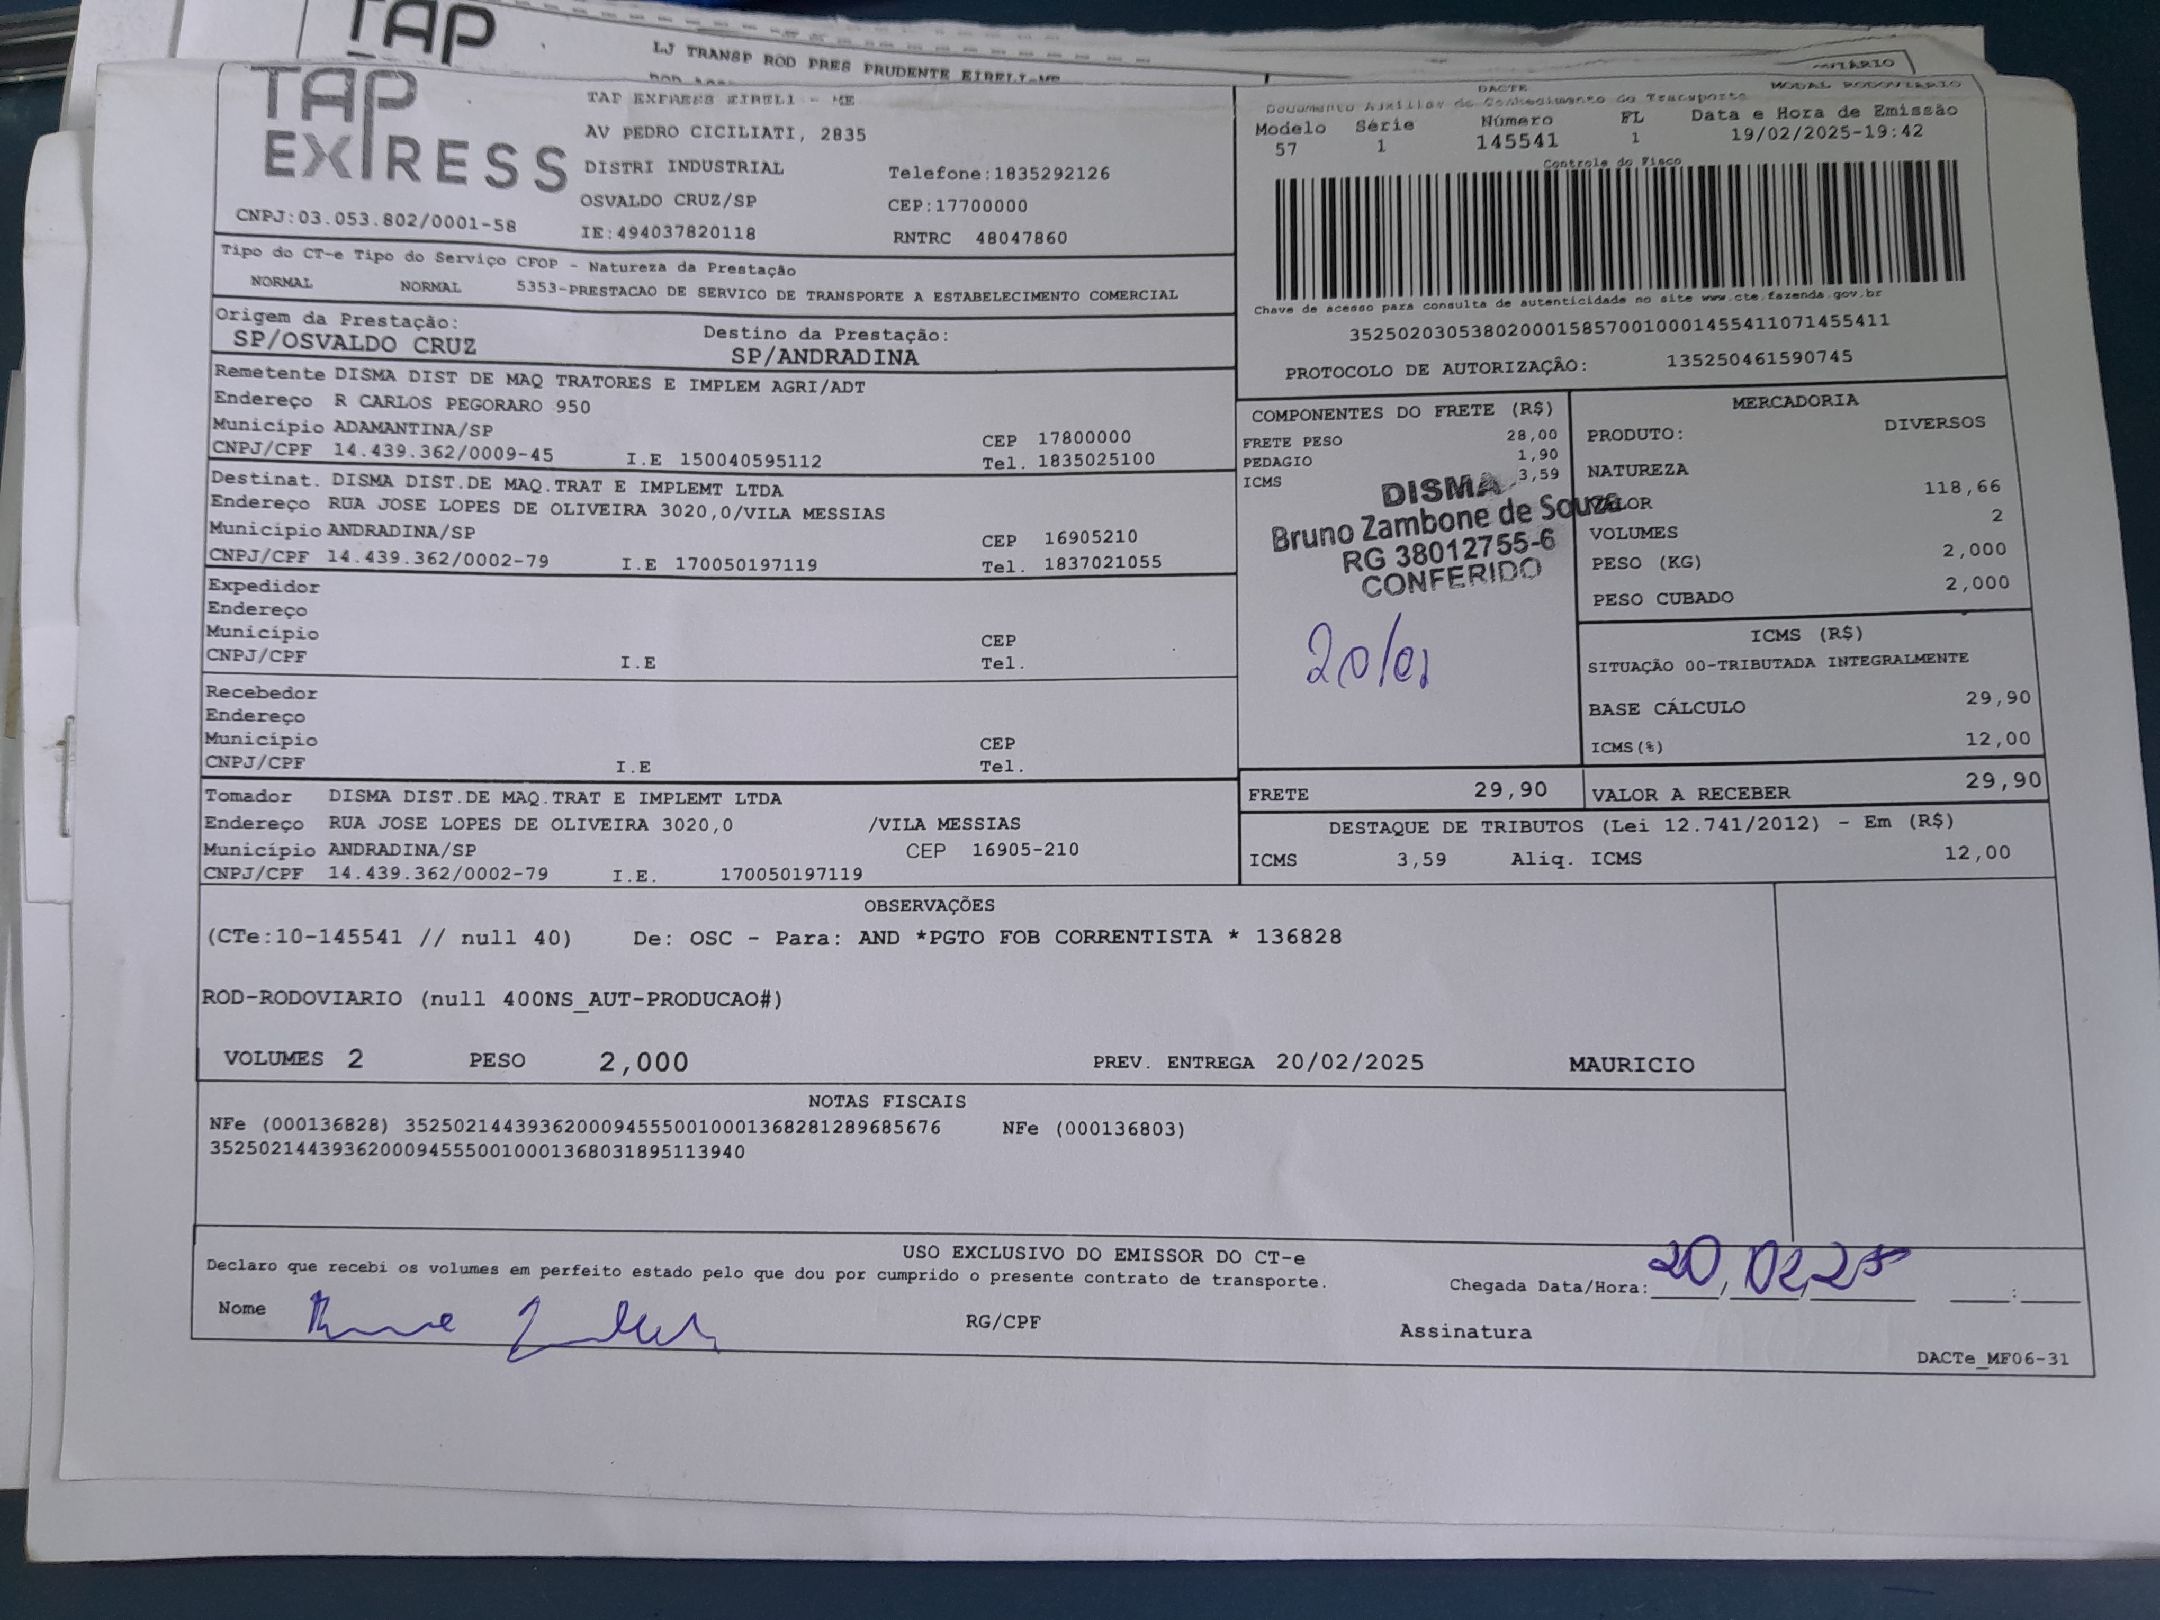 TAP
LJ TRANSP ROD PRES PRUDENTE EIRELI-ME
TAP EXPRESS
TAP EXPRESS EIRELI - ME
AV PEDRO CICILIATI, 2835
DISTRI INDUSTRIAL Telefone:1835292126
OSVALDO CRUZ/SP CEP:17700000
CNPJ:03.053.802/0001-58 IE:494037820118 RNTRC 48047860
DACTE MODAL RODOVIARIO
Documento Auxiliar do Conhecimento do Transporte
Modelo Série Número FL Data e Hora de Emissão
57 1 145541 1 19/02/2025-19:42
Controle do Fisco
Chave de acesso para consulta de autenticidade no site www.cte.fazenda.gov.br
35250203053802000158570010001455411071455411
PROTOCOLO DE AUTORIZAÇÃO: 135250461590745
Tipo do CT-e Tipo do Serviço CFOP - Natureza da Prestação
NORMAL NORMAL 5353-PRESTACAO DE SERVICO DE TRANSPORTE A ESTABELECIMENTO COMERCIAL
Origem da Prestação: Destino da Prestação:
SP/OSVALDO CRUZ SP/ANDRADINA
Remetente DISMA DIST DE MAQ TRATORES E IMPLEM AGRI/ADT
Endereço R CARLOS PEGORARO 950
Município ADAMANTINA/SP CEP 17800000
CNPJ/CPF 14.439.362/0009-45 I.E 150040595112 Tel. 1835025100
Destinat. DISMA DIST.DE MAQ.TRAT E IMPLEMT LTDA
Endereço RUA JOSE LOPES DE OLIVEIRA 3020,0/VILA MESSIAS
Município ANDRADINA/SP CEP 16905210
CNPJ/CPF 14.439.362/0002-79 I.E 170050197119 Tel. 1837021055
Expedidor
Endereço
Município CEP
CNPJ/CPF I.E Tel.
Recebedor
Endereço
Município CEP
CNPJ/CPF I.E Tel.
Tomador DISMA DIST.DE MAQ.TRAT E IMPLEMT LTDA
Endereço RUA JOSE LOPES DE OLIVEIRA 3020,0 /VILA MESSIAS
Município ANDRADINA/SP CEP 16905-210
CNPJ/CPF 14.439.362/0002-79 I.E. 170050197119
COMPONENTES DO FRETE (R$)
FRETE PESO 28,00
PEDAGIO 1,90
ICMS 3,59
DISMA
Bruno Zambone de Souza
RG 38012755-6
CONFERIDO
MERCADORIA
PRODUTO: DIVERSOS
NATUREZA
VALOR 118,66
VOLUMES 2
PESO (KG) 2,000
PESO CUBADO 2,000
ICMS (R$)
SITUAÇÃO 00-TRIBUTADA INTEGRALMENTE
BASE CÁLCULO 29,90
ICMS(%) 12,00
FRETE 29,90 VALOR A RECEBER 29,90
DESTAQUE DE TRIBUTOS (Lei 12.741/2012) - Em (R$)
ICMS 3,59 Aliq. ICMS 12,00
OBSERVAÇÕES
(CTe:10-145541 // null 40) De: OSC - Para: AND *PGTO FOB CORRENTISTA * 136828
ROD-RODOVIARIO (null 400NS_AUT-PRODUCAO#)
VOLUMES 2 PESO 2,000 PREV. ENTREGA 20/02/2025 MAURICIO
NOTAS FISCAIS
NFe (000136828) 35250214439362000945550010001368281289685676 NFe (000136803)
35250214439362000945550010001368031895113940
USO EXCLUSIVO DO EMISSOR DO CT-e
Declaro que recebi os volumes em perfeito estado pelo que dou por cumprido o presente contrato de transporte.
Chegada Data/Hora: 20/02/25 :
Nome RG/CPF Assinatura
DACTe_MF06-31